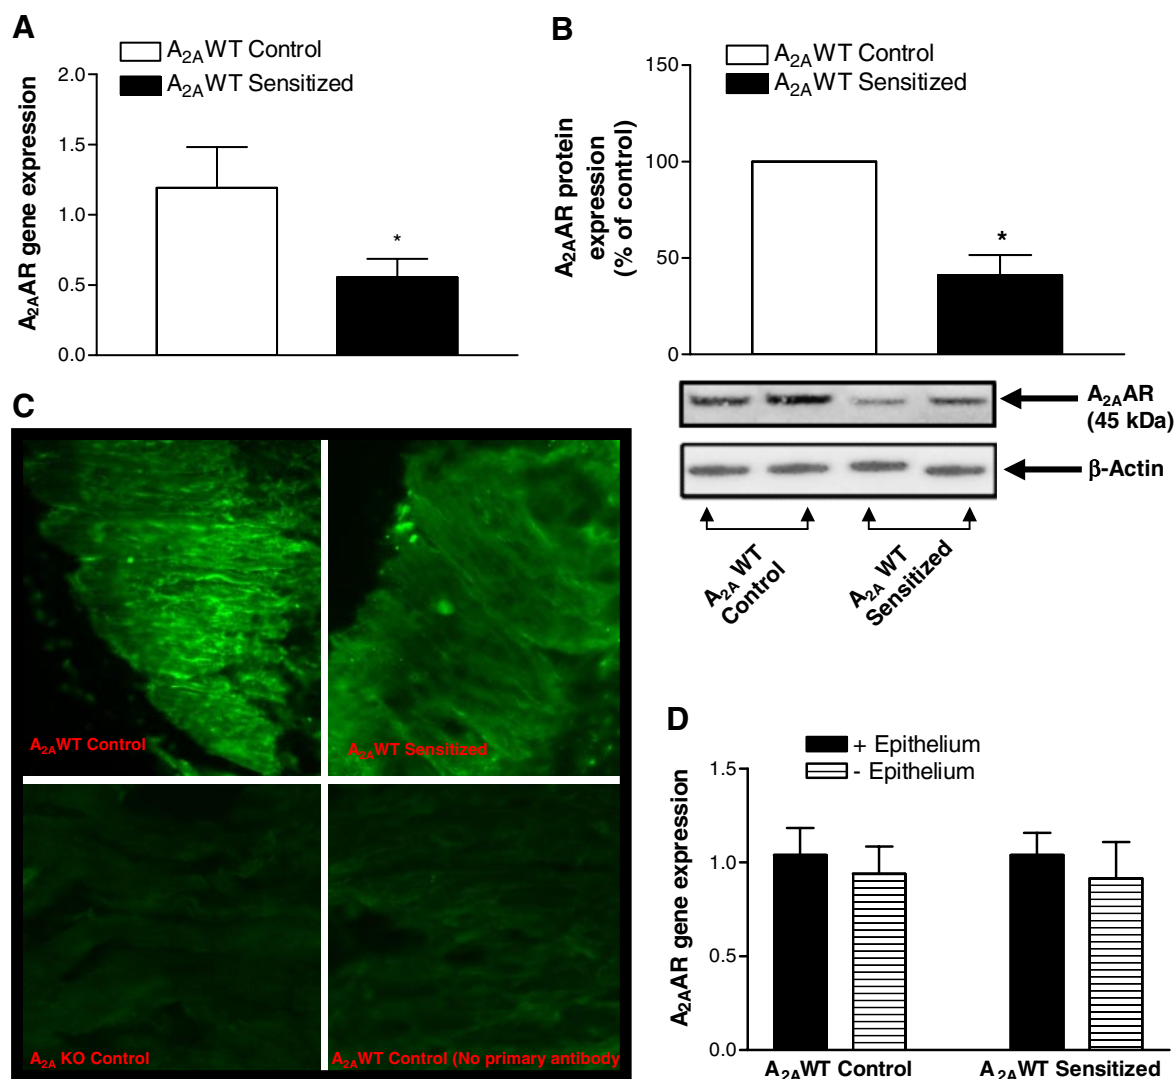 A
A2AWT Control
A2AWT Sensitized
2.0
1.5
1.0
0.5
0.0
A2AAR gene expression
*
B
A2AWT Control
A2AWT Sensitized
150
100
50
0
A2AAR protein
expression
(% of control)
*
A2AAR
(45 kDa)
β-Actin
A2A WT
Control
A2A WT
Sensitized
C
A2AWT Control
A2AWT Sensitized
A2A KO Control
A2AWT Control (No primary antibody
D
+ Epithelium
- Epithelium
1.5
1.0
0.5
0.0
A2AAR gene expression
A2AWT Control
A2AWT Sensitized